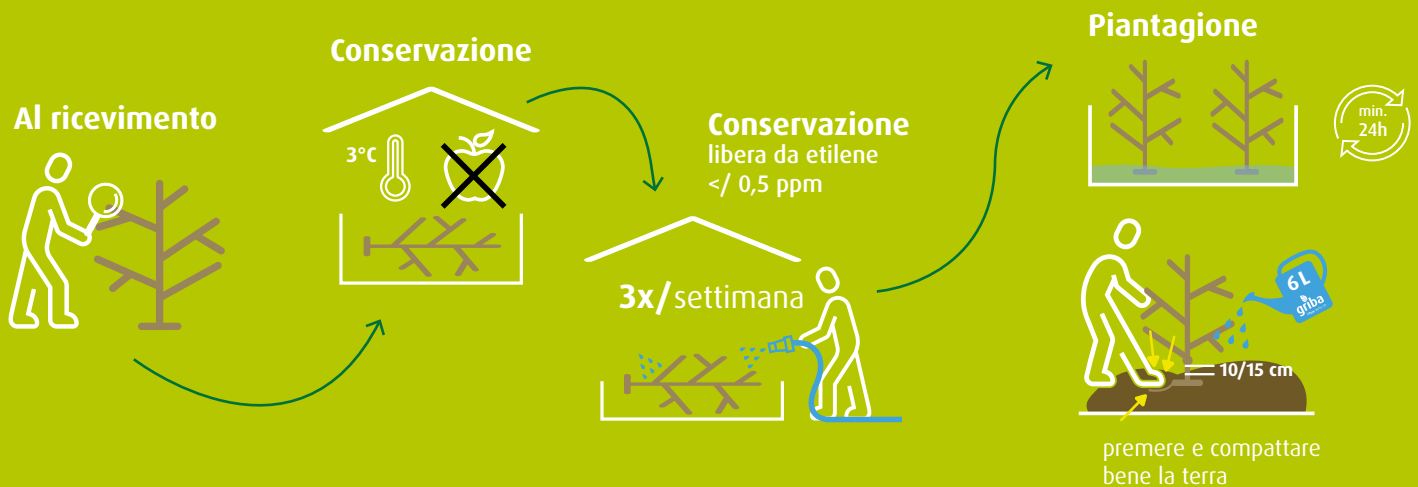 Al ricevimento
Conservazione
3°C
Conservazione
libera da etilene
</ 0,5 ppm
3x/settimana
Piantagione
min.
24h
6L
griba
10/15 cm
premere e compattare
bene la terra